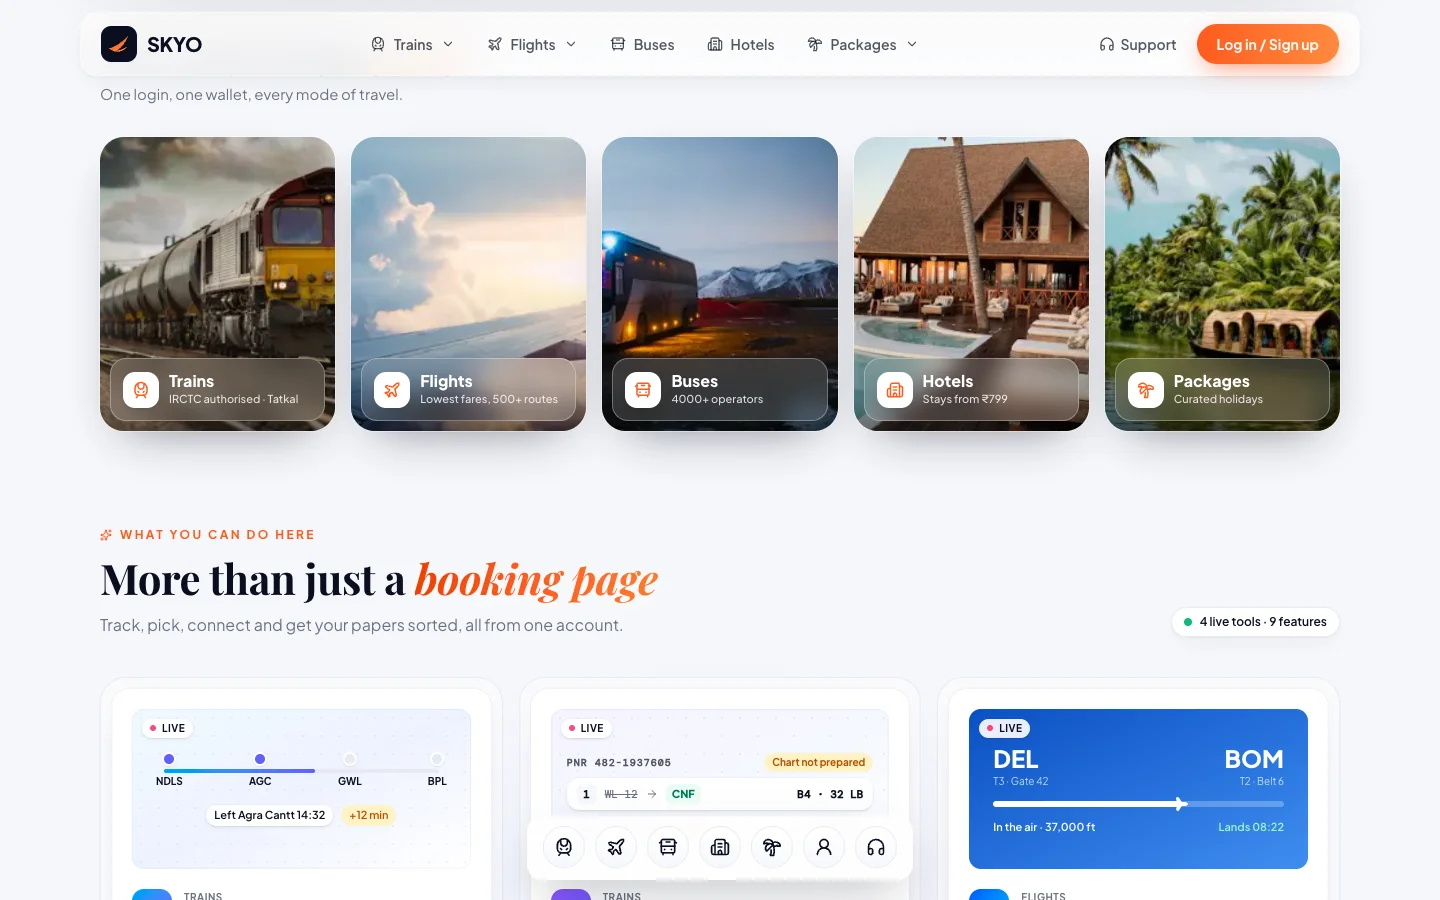 SKYO
Trains
Flights
Buses
Hotels
Packages
Support
Log in / Sign up
One login, one wallet, every mode of travel.
Trains
IRCTC authorised · Tatkal
Flights
Lowest fares, 500+ routes
Buses
4000+ operators
Hotels
Stays from ₹799
Packages
Curated holidays
WHAT YOU CAN DO HERE
More than just a booking page
Track, pick, connect and get your papers sorted, all from one account.
4 live tools · 9 features
LIVE
NDLS AGC GWL BPL
Left Agra Cantt 14:32 +12 min
TRAINS
LIVE
PNR 482-1937605 Chart not prepared
1 WL 12 → CNF B4 · 32 LB
TRAINS
LIVE
DEL BOM
T3 · Gate 42 T2 · Belt 6
In the air · 37,000 ft Lands 08:22
FLIGHTS